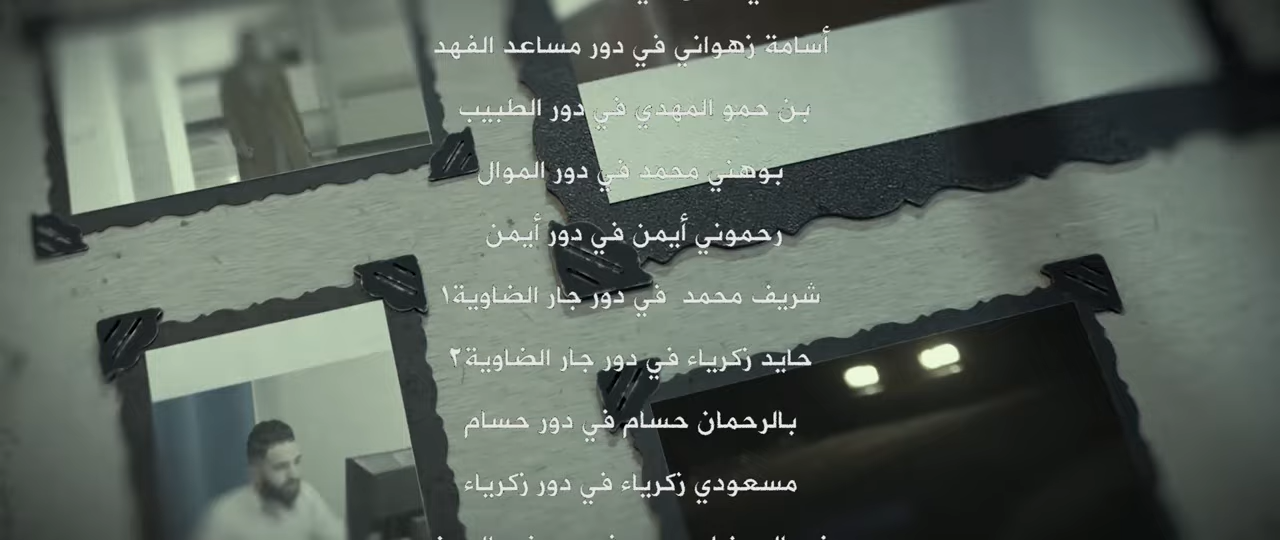 أسامة زهواني في دور مساعد الفهد
بن حمو المهدي في دور الطبيب
بوهني محمد في دور الموال
رحموني أيمن في دور أيمن
شريف محمد في دور جار الضاوية١
حايد زكرياء في دور جار الضاوية٢
بالرحمان حسام في دور حسام
مسعودي زكرياء في دور زكرياء